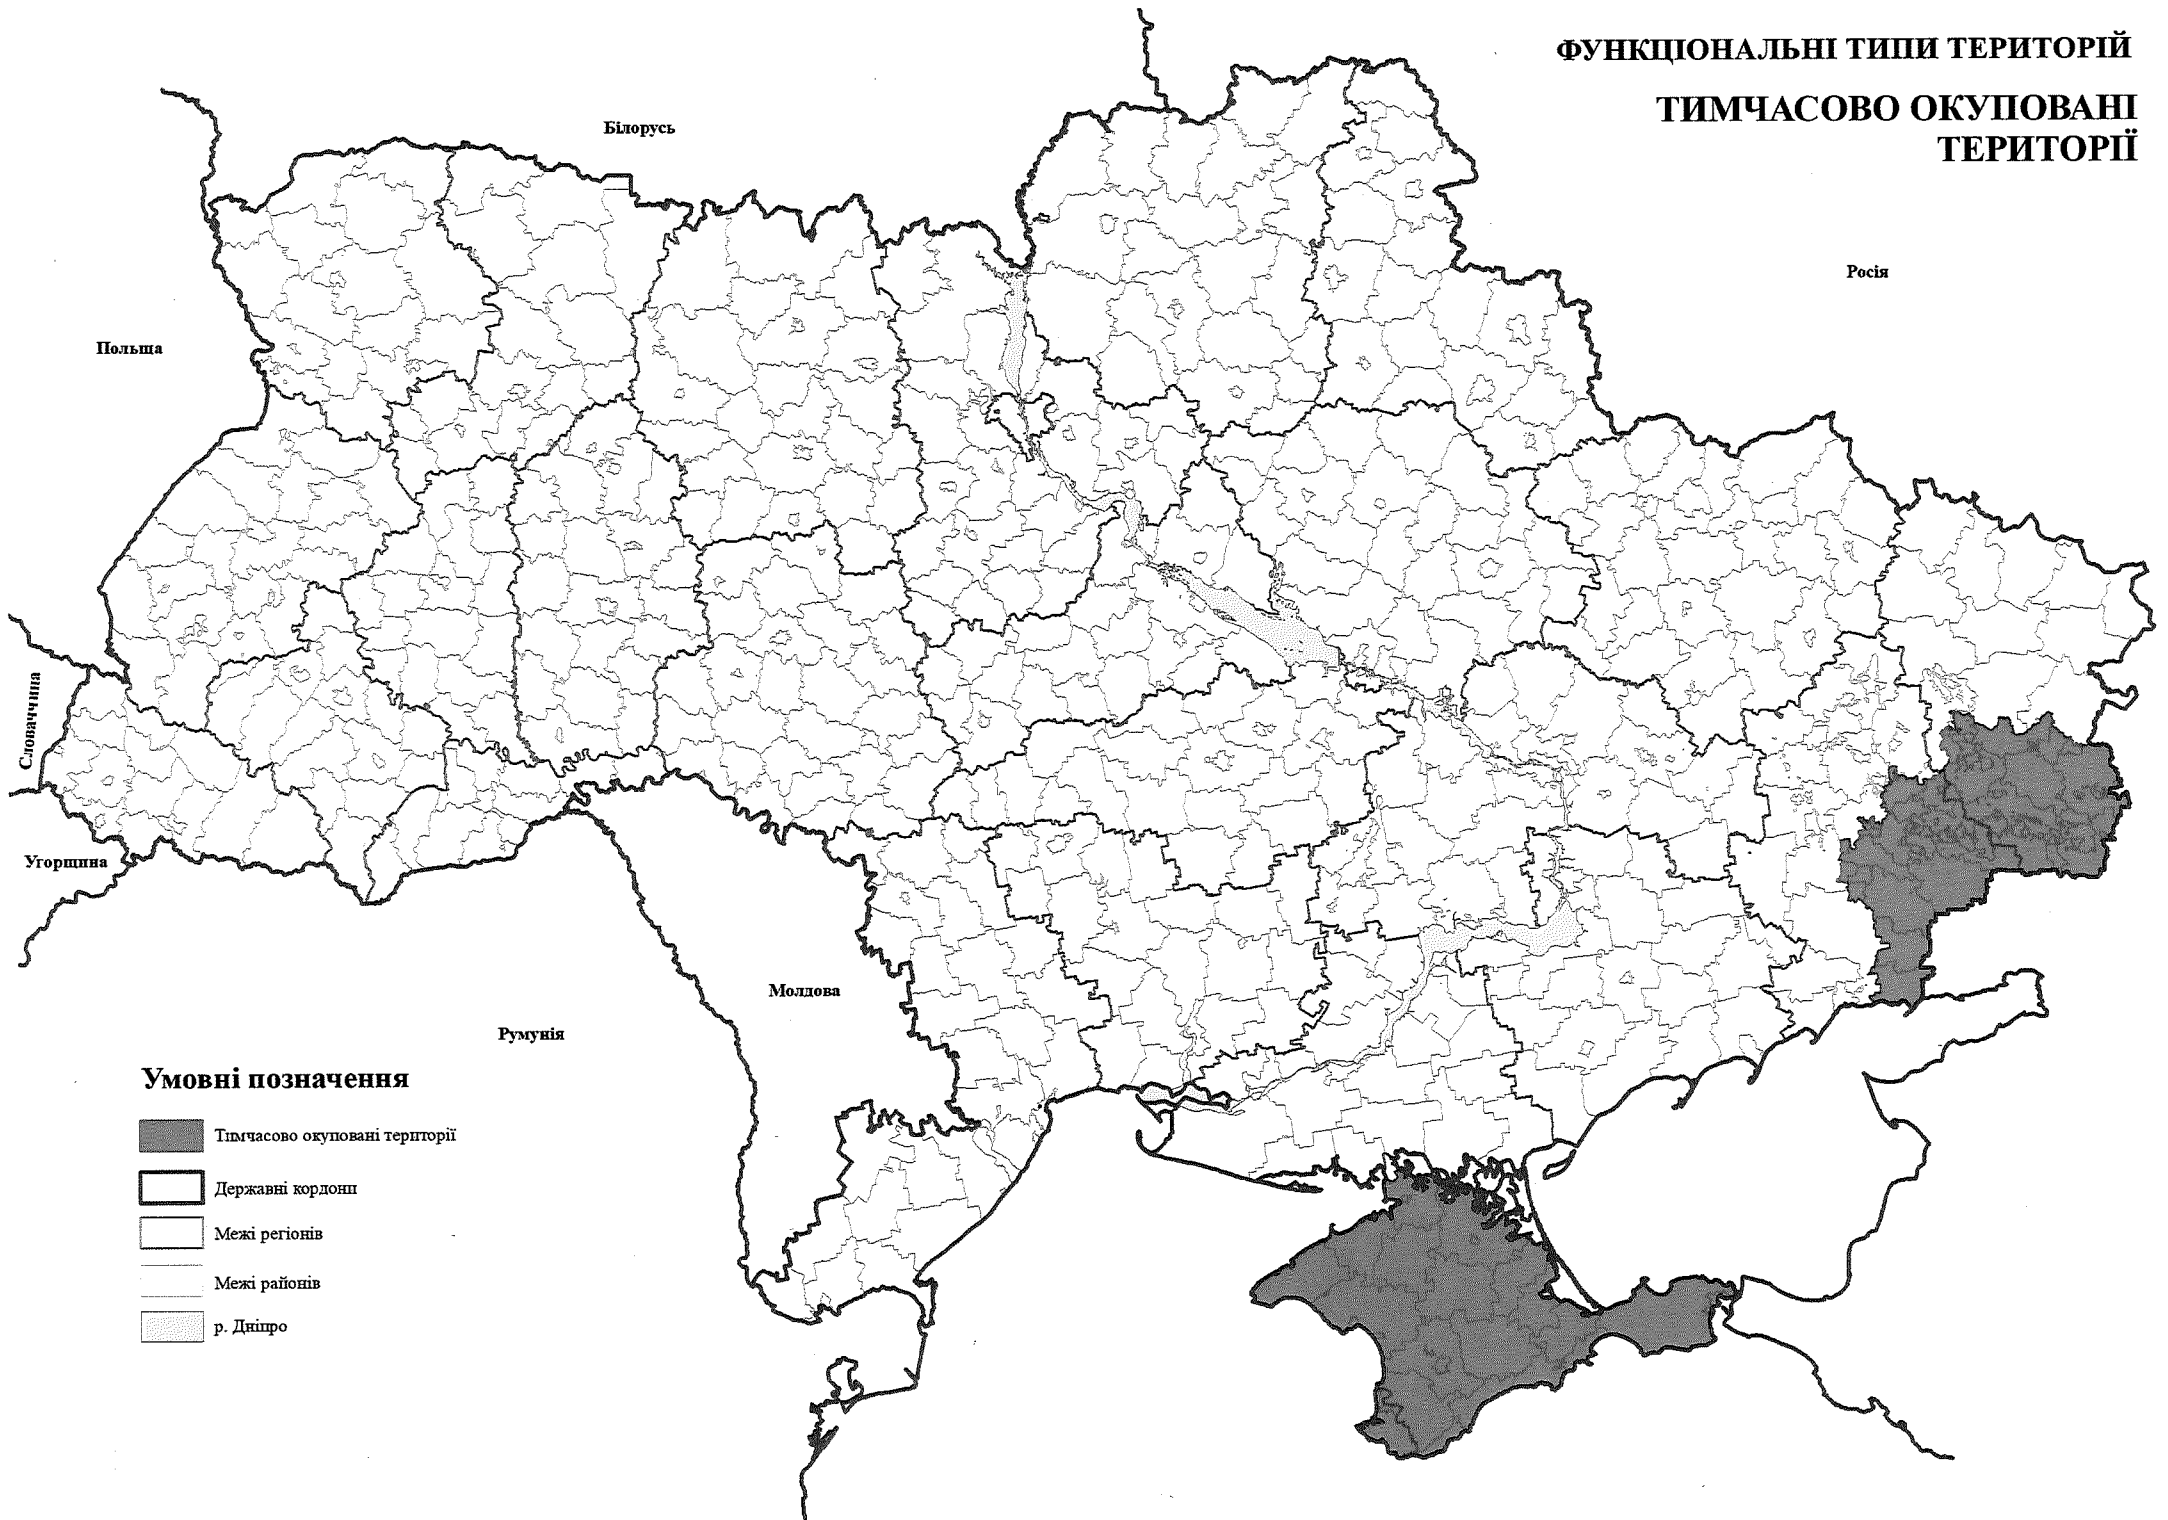 ФУНКЦІОНАЛЬНІ ТИПИ ТЕРИТОРІЙ
ТИМЧАСОВО ОКУПОВАНІ
ТЕРИТОРІЇ
Білорусь
Росія
Польща
Словаччина
Угорщина
Молдова
Румунія
Умовні позначення
Тимчасово окуповані території
Державні кордони
Межі регіонів
Межі районів
р. Дніпро